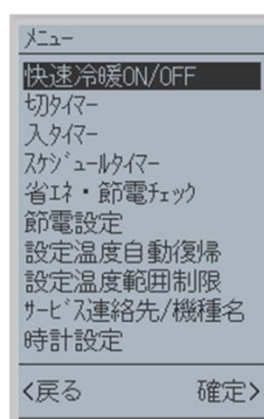 ﾒﾆｭｰ
快速冷暖ON/OFF
切ﾀｲﾏｰ
入ﾀｲﾏｰ
ｽｹｼﾞｭｰﾙﾀｲﾏｰ
省ｴﾈ・節電ﾁｪｯｸ
節電設定
設定温度自動復帰
設定温度範囲制限
ｻｰﾋﾞｽ連絡先/機種名
時計設定
<戻る 確定>